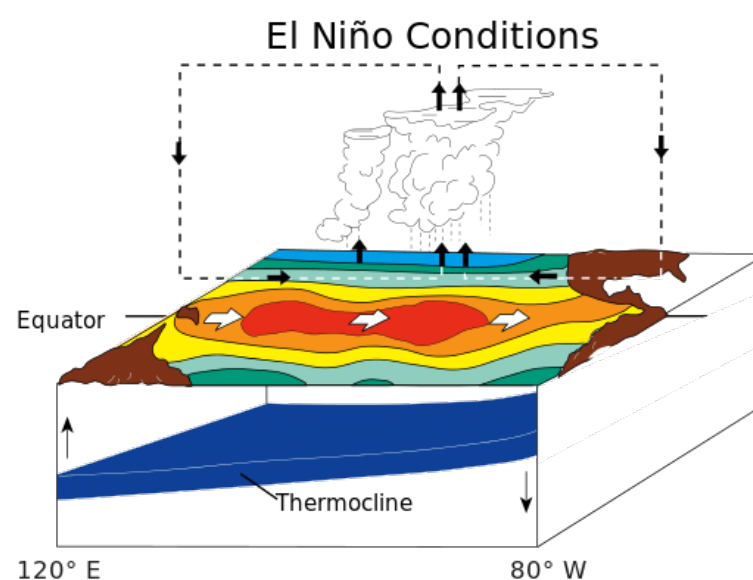 El Niño Conditions
Equator
Thermocline
120° E
80° W